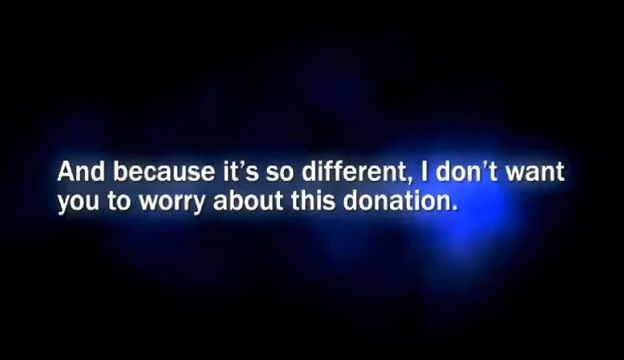 And because it's so different, I don't want
you to worry about this donation.